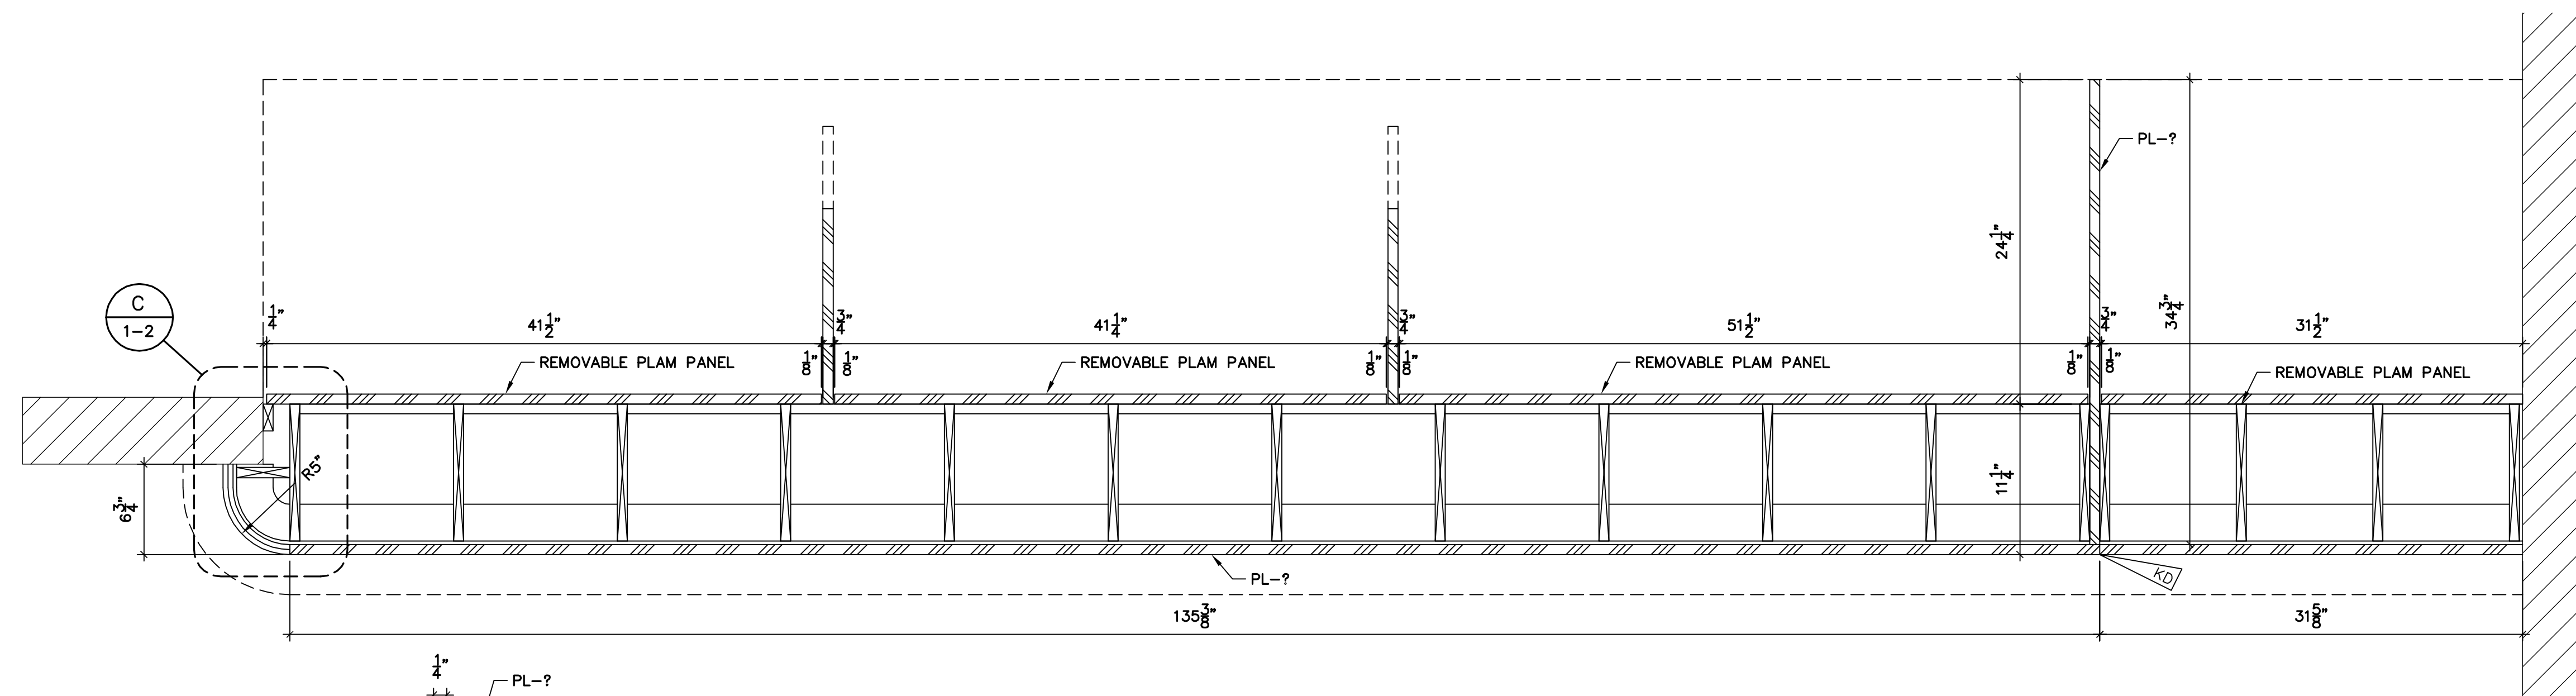 PL-?
24 1/4"
34 3/4"
C
1-2
1/4"
41 1/2"
3/4"
41 1/4"
3/4"
51 1/2"
3/4"
31 1/2"
1/8"
1/8"
1/8"
1/8"
1/8"
1/8"
REMOVABLE PLAM PANEL
REMOVABLE PLAM PANEL
REMOVABLE PLAM PANEL
REMOVABLE PLAM PANEL
R5"
6 3/4"
11 1/4"
PL-?
KD
135 3/8"
31 5/8"
1/4"
PL-?